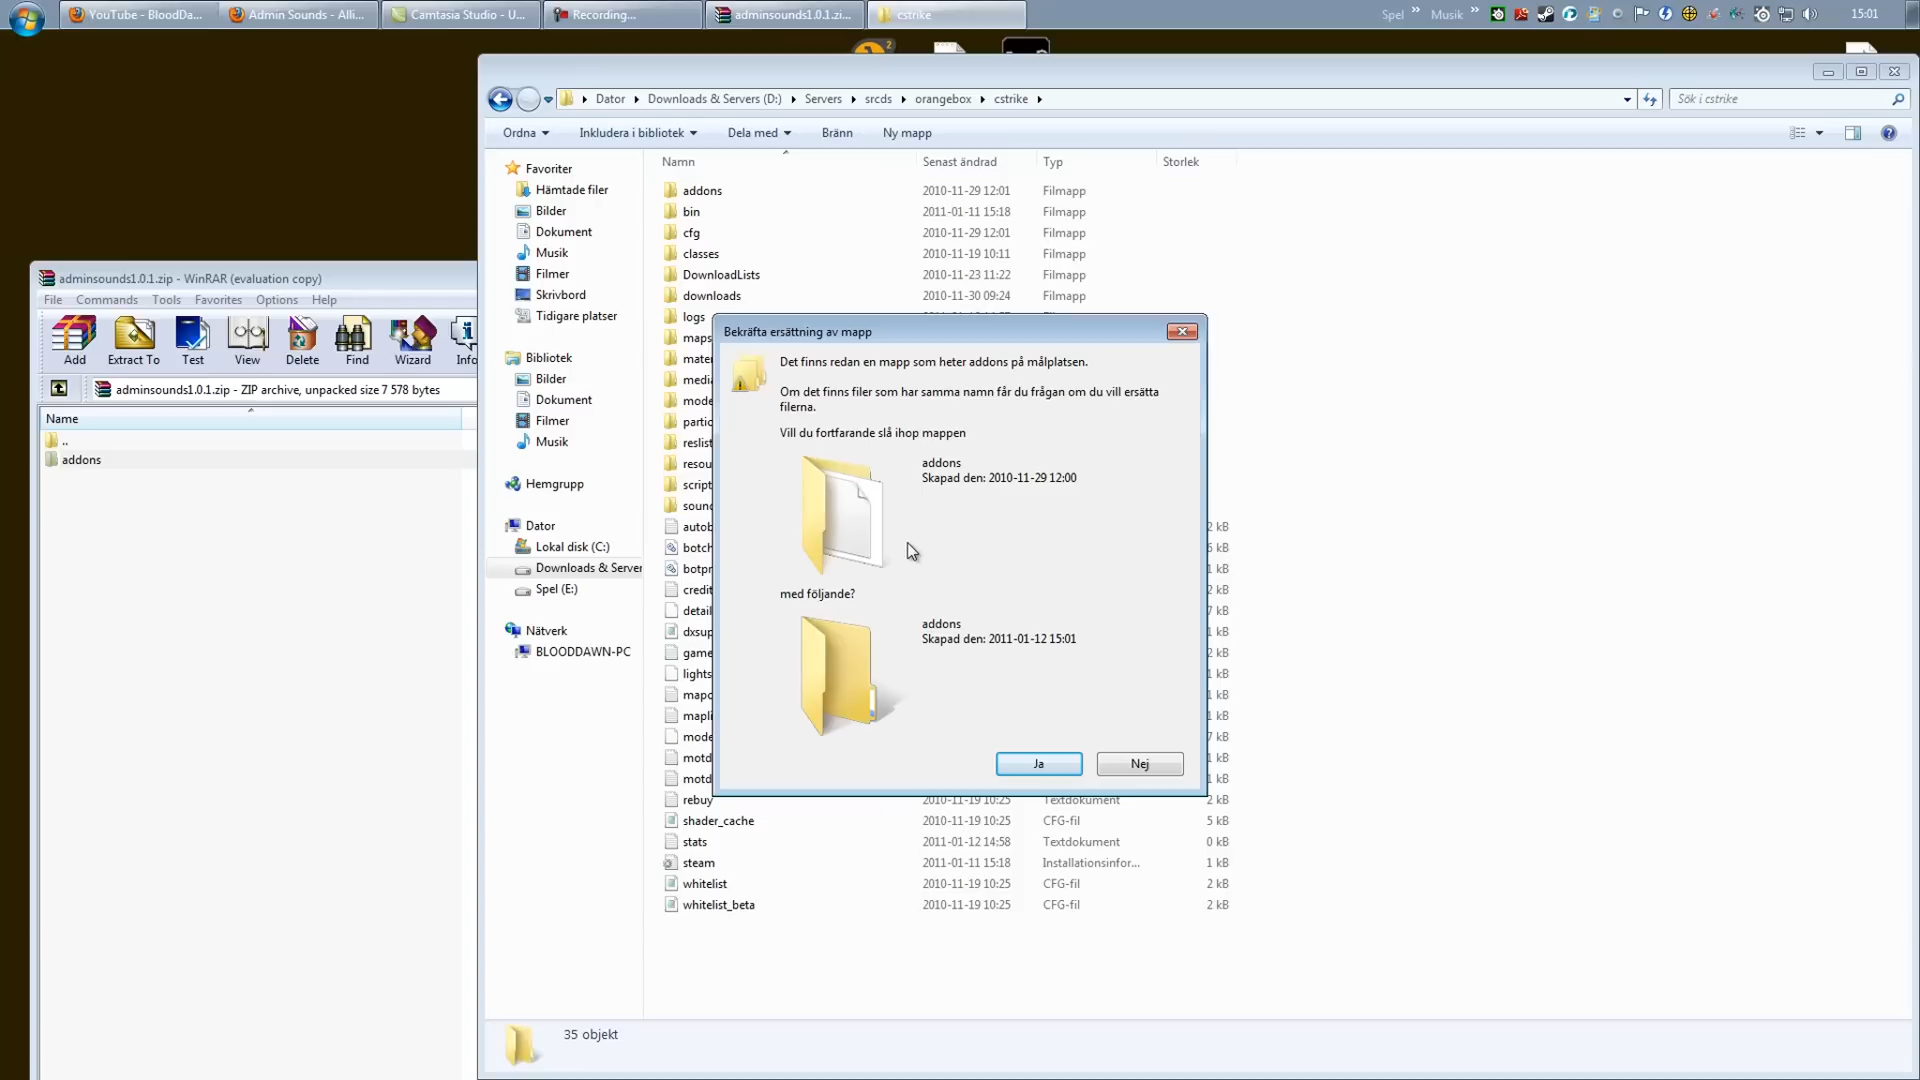 YouTube - BloodDa...
Admin Sounds - Alli...
Camtasia Studio - U...
Recording...
adminsounds1.0.1.zi...
cstrike
Spel
Musik
15:01
2
Dator
Downloads & Servers (D:)
Servers
srcds
orangebox
cstrike
Sök i cstrike
Ordna
Inkludera i bibliotek
Dela med
Bränn
Ny mapp
Namn
Senast ändrad
Typ
Storlek
Favoriter
Hämtade filer
Bilder
Dokument
Musik
Filmer
Skrivbord
Tidigare platser
Bibliotek
Bilder
Dokument
Filmer
Musik
Hemgrupp
Dator
Lokal disk (C:)
Downloads & Server
Spel (E:)
Nätverk
BLOODDAWN-PC
addons 2010-11-29 12:01 Filmapp
bin 2011-01-11 15:18 Filmapp
cfg 2010-11-29 12:01 Filmapp
classes 2010-11-19 10:11 Filmapp
DownloadLists 2010-11-23 11:22 Filmapp
downloads 2010-11-30 09:24 Filmapp
logs
maps
mater
media
mode
partic
reslist
resou
script
soun
autob 2 kB
botch 6 kB
botpr
credit 2 kB
detail 7 kB
dxsup 1 kB
game 1 kB
lights 1 kB
mapc 1 kB
mapli 1 kB
mode 7 kB
motd 1 kB
motd 1 kB
rebuy 2010-11-19 10:25 Textdokument 2 kB
shader_cache 2010-11-19 10:25 CFG-fil 5 kB
stats 2011-01-12 14:58 Textdokument 0 kB
steam 2011-01-11 15:18 Installationsinfor... 1 kB
whitelist 2010-11-19 10:25 CFG-fil 2 kB
whitelist_beta 2010-11-19 10:25 CFG-fil 2 kB
35 objekt
adminsounds1.0.1.zip - WinRAR (evaluation copy)
File Commands Tools Favorites Options Help
Add
Extract To
Test
View
Delete
Find
Wizard
Info
adminsounds1.0.1.zip - ZIP archive, unpacked size 7 578 bytes
Name
..
addons
Bekräfta ersättning av mapp
Det finns redan en mapp som heter addons på målplatsen.
Om det finns filer som har samma namn får du frågan om du vill ersätta
filerna.
Vill du fortfarande slå ihop mappen
addons
Skapad den: 2010-11-29 12:00
med följande?
addons
Skapad den: 2011-01-12 15:01
Ja
Nej